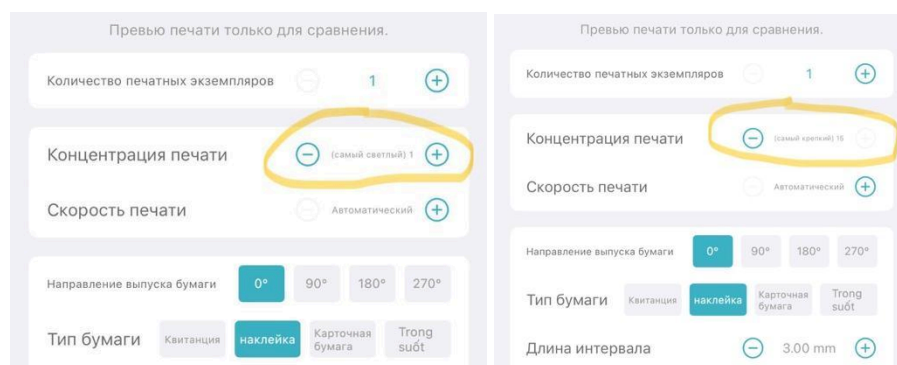 Превью печати только для сравнения.
Количество печатных экземпляров 1
Концентрация печати (самый светлый) 1
Скорость печати Автоматический
Направление выпуска бумаги 0° 90° 180° 270°
Тип бумаги Квитанция наклейка Карточная бумага Trong suốt
Превью печати только для сравнения.
Количество печатных экземпляров 1
Концентрация печати (самый крепкий) 15
Скорость печати Автоматический
Направление выпуска бумаги 0° 90° 180° 270°
Тип бумаги Квитанция наклейка Карточная бумага Trong suốt
Длина интервала 3.00 mm